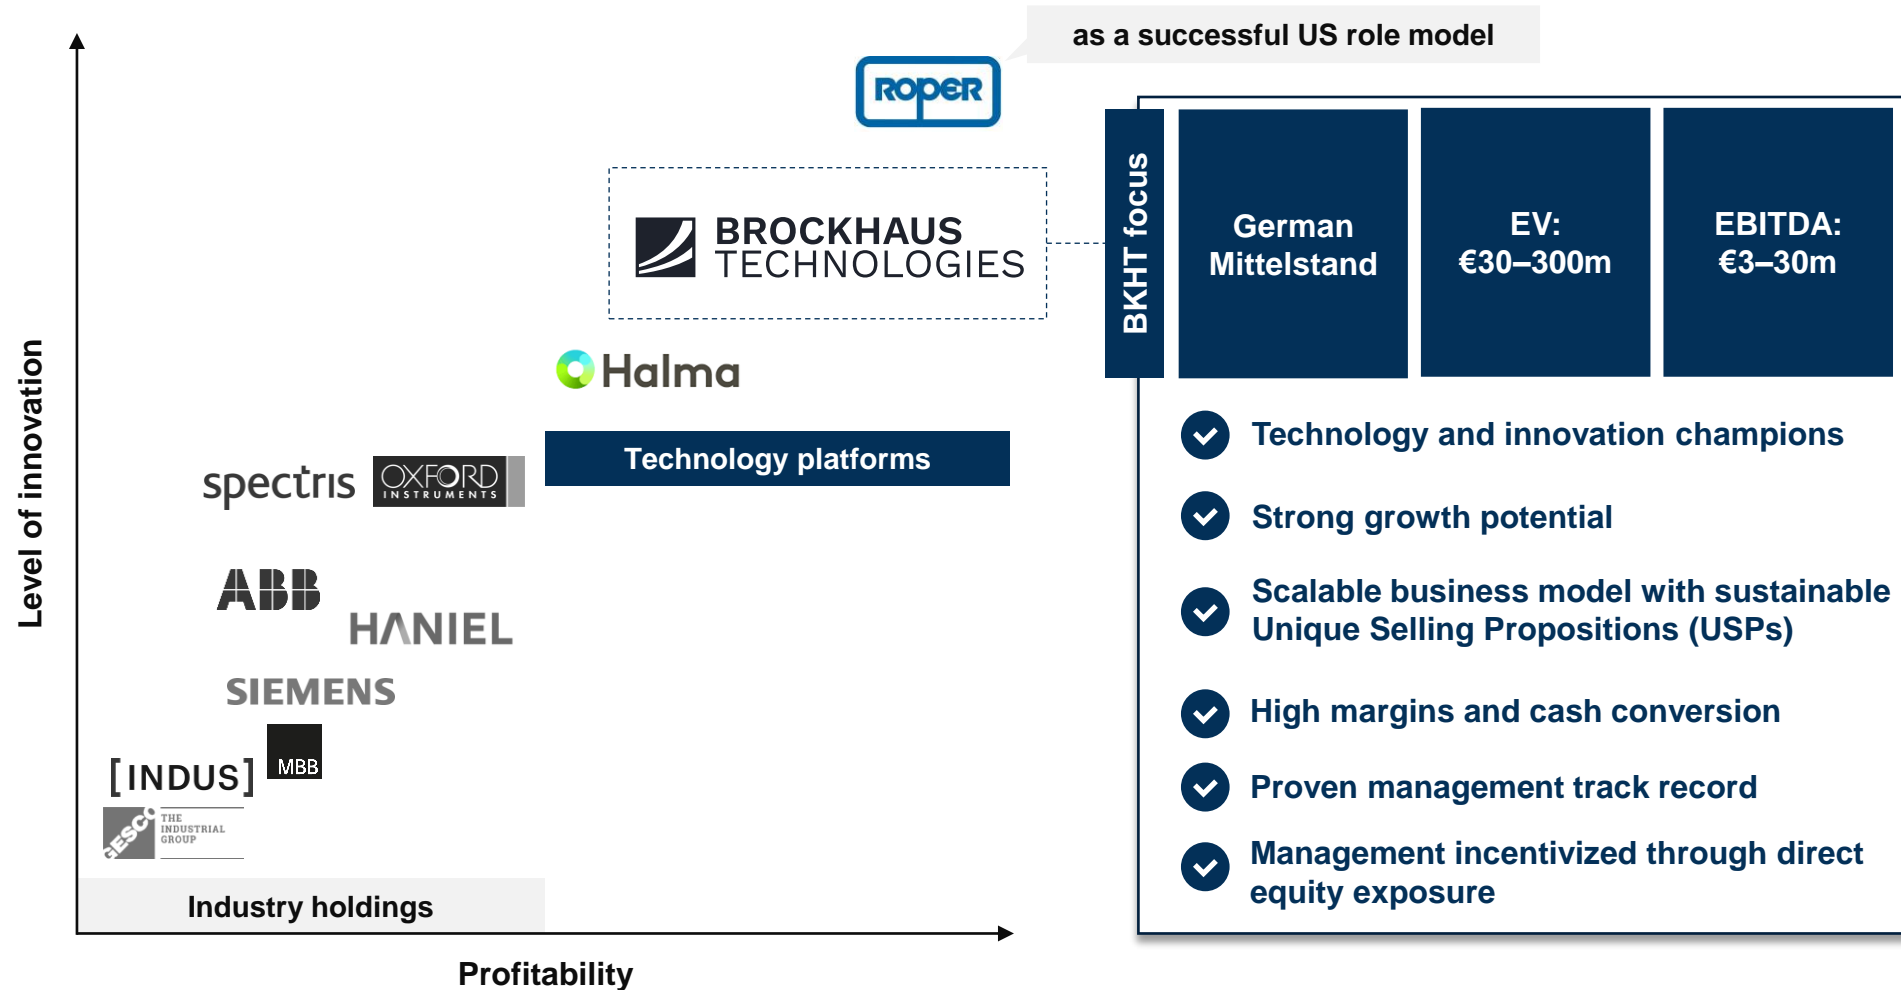 as a successful US role model
ROPER
BROCKHAUS
TECHNOLOGIES
Halma
Technology platforms
spectris
OXFORD
INSTRUMENTS
ABB
HANIEL
SIEMENS
MBB
[INDUS]
GESCO
THE
INDUSTRIAL
GROUP
Industry holdings
Level of innovation
Profitability
BKHT focus
German
Mittelstand
EV:
€30–300m
EBITDA:
€3–30m
Technology and innovation champions
Strong growth potential
Scalable business model with sustainable
Unique Selling Propositions (USPs)
High margins and cash conversion
Proven management track record
Management incentivized through direct
equity exposure